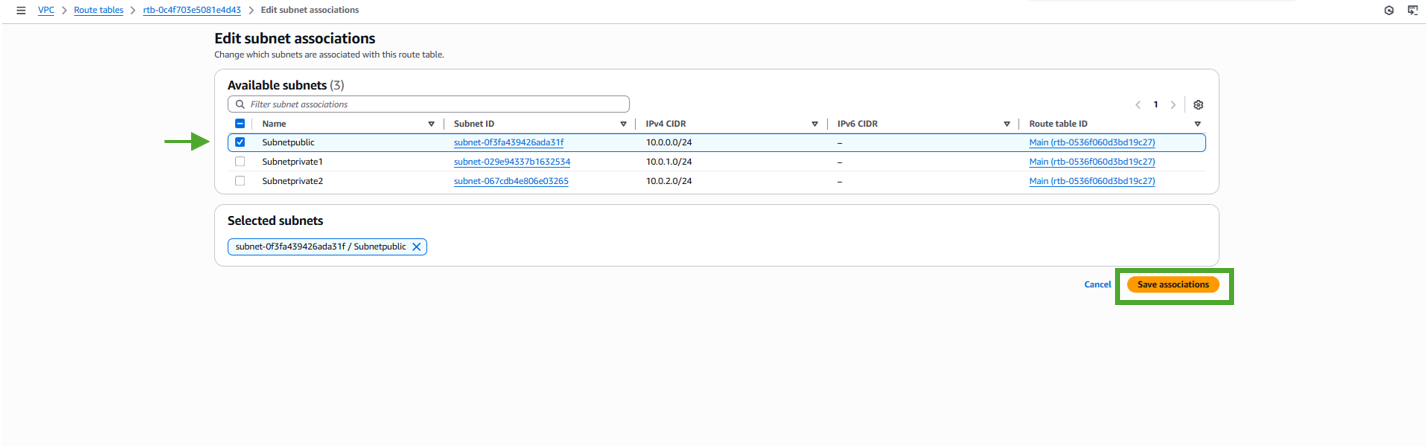 VPC > Route tables > rtb-0c4f703e5081e4d43 > Edit subnet associations
Edit subnet associations
Change which subnets are associated with this route table.
Available subnets (3)
Filter subnet associations
1
Name Subnet ID IPv4 CIDR IPv6 CIDR Route table ID
Subnetpublic subnet-0f3fa439426ada31f 10.0.0.0/24 – Main (rtb-0536f060d3bd19c27)
Subnetprivate1 subnet-029e94337b1632534 10.0.1.0/24 – Main (rtb-0536f060d3bd19c27)
Subnetprivate2 subnet-067cdb4e806e03265 10.0.2.0/24 – Main (rtb-0536f060d3bd19c27)
Selected subnets
subnet-0f3fa439426ada31f / Subnetpublic
Cancel Save associations